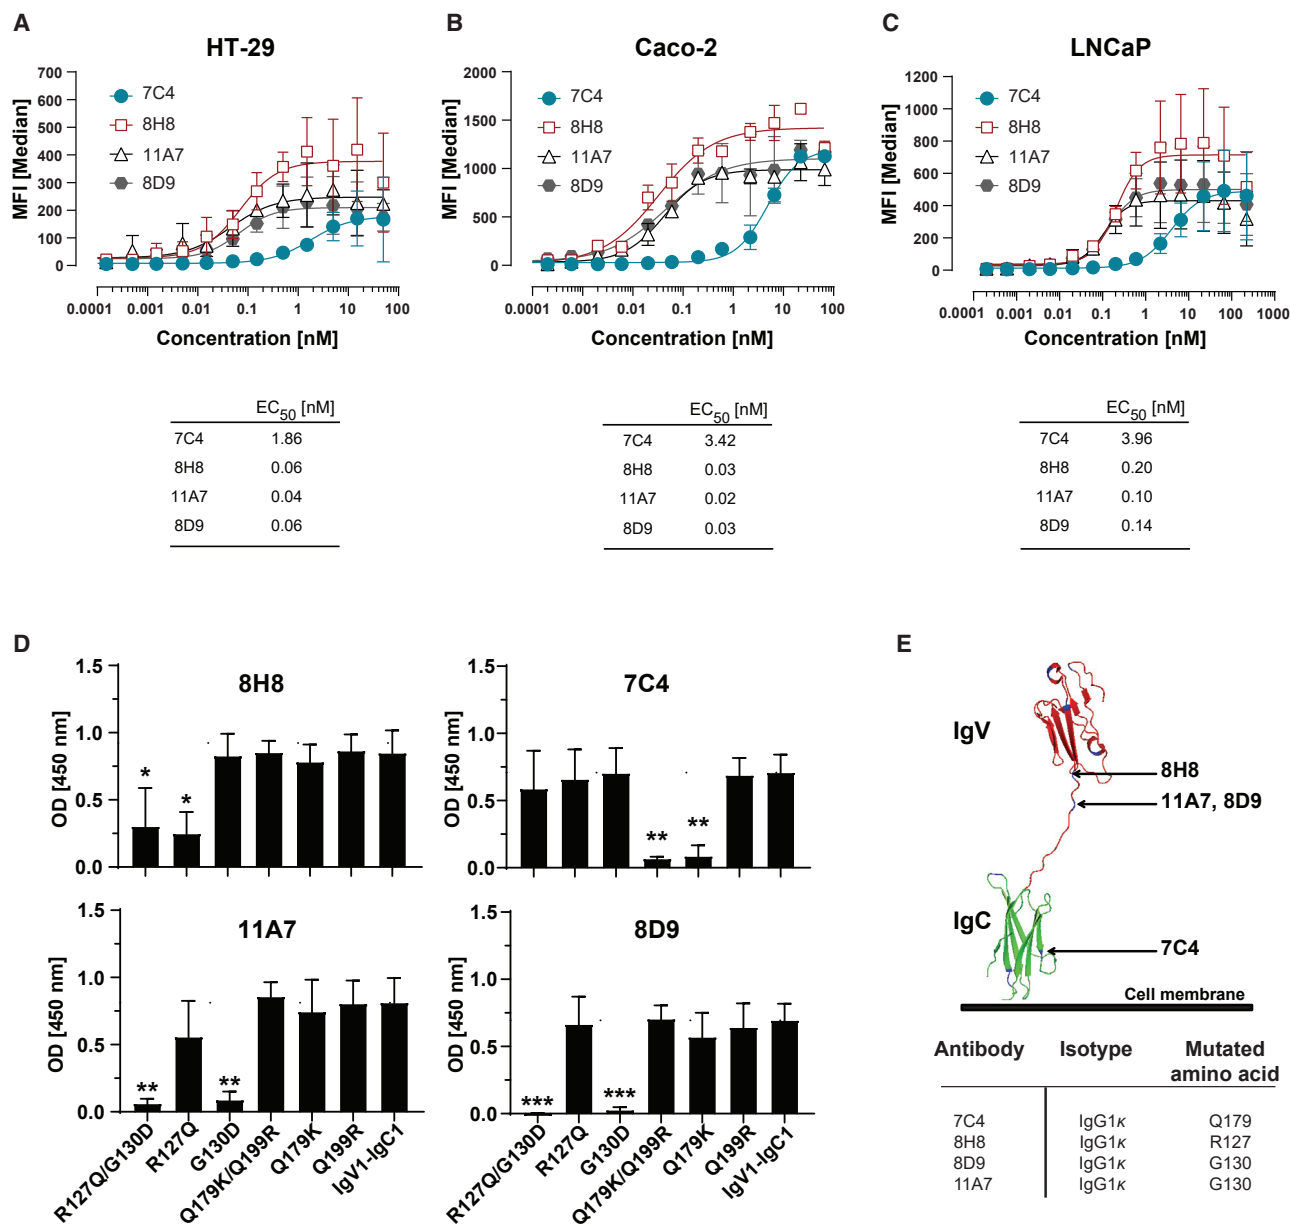 A
HT-29
MFI [Median]
700
600
500
400
300
200
100
0
7C4
8H8
11A7
8D9
0.0001 0.001 0.01 0.1 1 10 100
Concentration [nM]
EC50 [nM]
7C4 1.86
8H8 0.06
11A7 0.04
8D9 0.06
B
Caco-2
MFI [Median]
2000
1500
1000
500
0
7C4
8H8
11A7
8D9
0.0001 0.001 0.01 0.1 1 10 100
Concentration [nM]
EC50 [nM]
7C4 3.42
8H8 0.03
11A7 0.02
8D9 0.03
C
LNCaP
MFI [Median]
1200
1000
800
600
400
200
0
7C4
8H8
11A7
8D9
0.0001 0.001 0.01 0.1 1 10 100 1000
Concentration [nM]
EC50 [nM]
7C4 3.96
8H8 0.20
11A7 0.10
8D9 0.14
D
8H8
OD [450 nm]
1.5
1.0
0.5
0.0
* *
7C4
OD [450 nm]
1.5
1.0
0.5
0.0
** **
11A7
OD [450 nm]
1.5
1.0
0.5
0.0
** **
R127Q/G130D
R127Q
G130D
Q179K/Q199R
Q179K
Q199R
IgV1-IgC1
8D9
OD [450 nm]
1.5
1.0
0.5
0.0
*** ***
R127Q/G130D
R127Q
G130D
Q179K/Q199R
Q179K
Q199R
IgV1-IgC1
E
IgV
8H8
11A7, 8D9
IgC
7C4
Cell membrane
Antibody Isotype Mutated
amino acid
7C4 IgG1κ Q179
8H8 IgG1κ R127
8D9 IgG1κ G130
11A7 IgG1κ G130